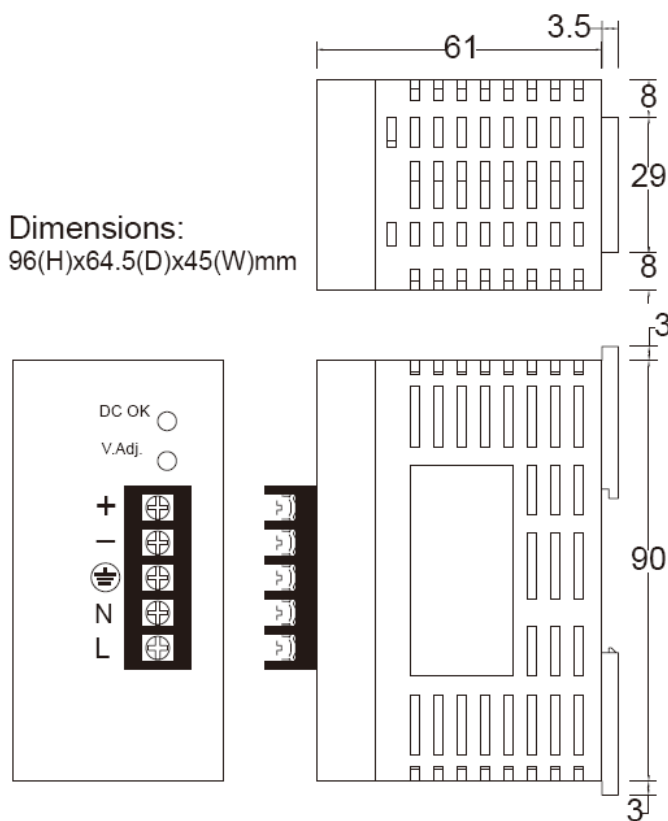 3.5
61
8
29
8
Dimensions:
96(H)x64.5(D)x45(W)mm
3
DC OK
V.Adj.
+
−
N
L
90
3